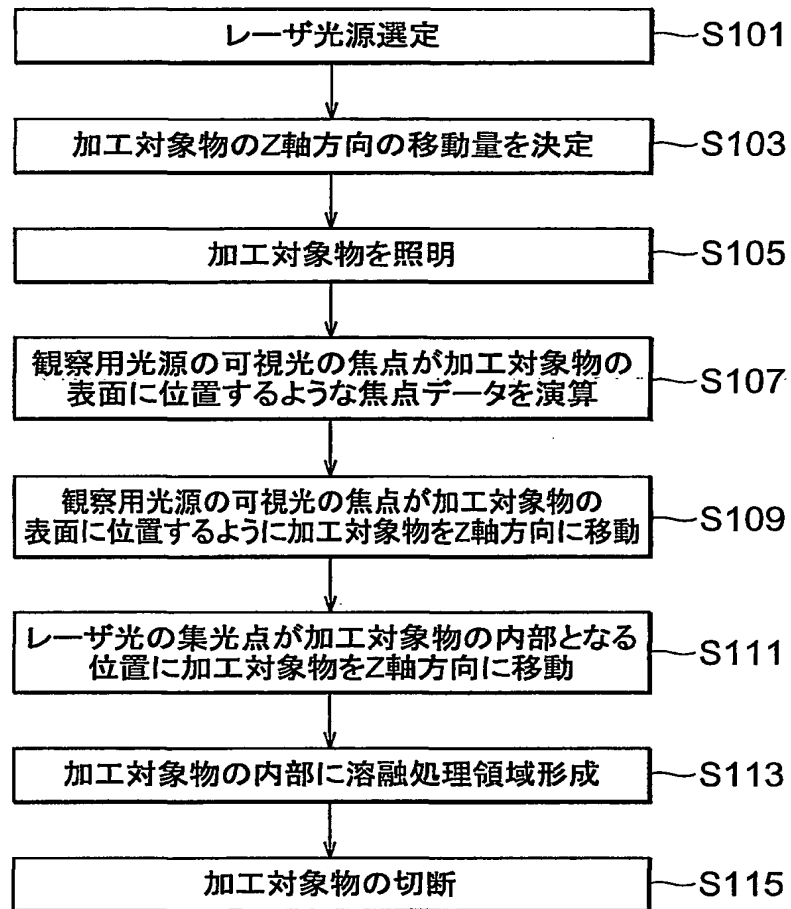 レーザ光源選定 S101
加工対象物のZ軸方向の移動量を決定 S103
加工対象物を照明 S105
観察用光源の可視光の焦点が加工対象物の
表面に位置するような焦点データを演算 S107
観察用光源の可視光の焦点が加工対象物の
表面に位置するように加工対象物をZ軸方向に移動 S109
レーザ光の集光点が加工対象物の内部となる
位置に加工対象物をZ軸方向に移動 S111
加工対象物の内部に溶融処理領域形成 S113
加工対象物の切断 S115